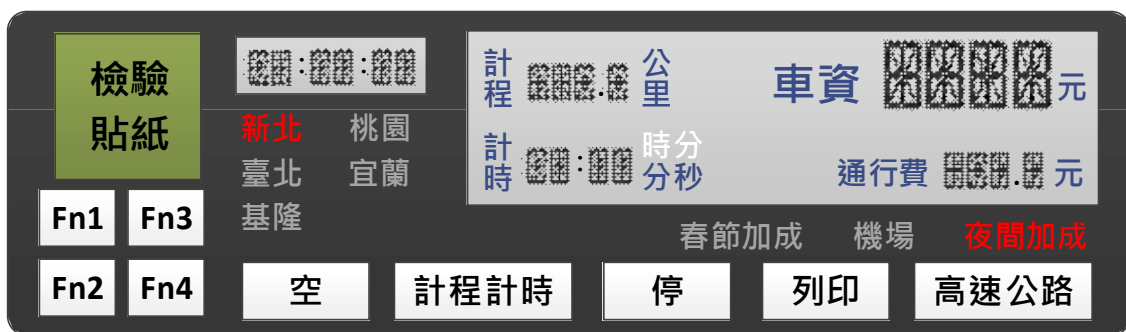 檢驗
貼紙
Fn1 Fn3
Fn2 Fn4
新北 桃園
臺北 宜蘭
基隆
計程 公里
計時 時分
分秒
車資 元
通行費 元
春節加成 機場 夜間加成
空 計程計時 停 列印 高速公路